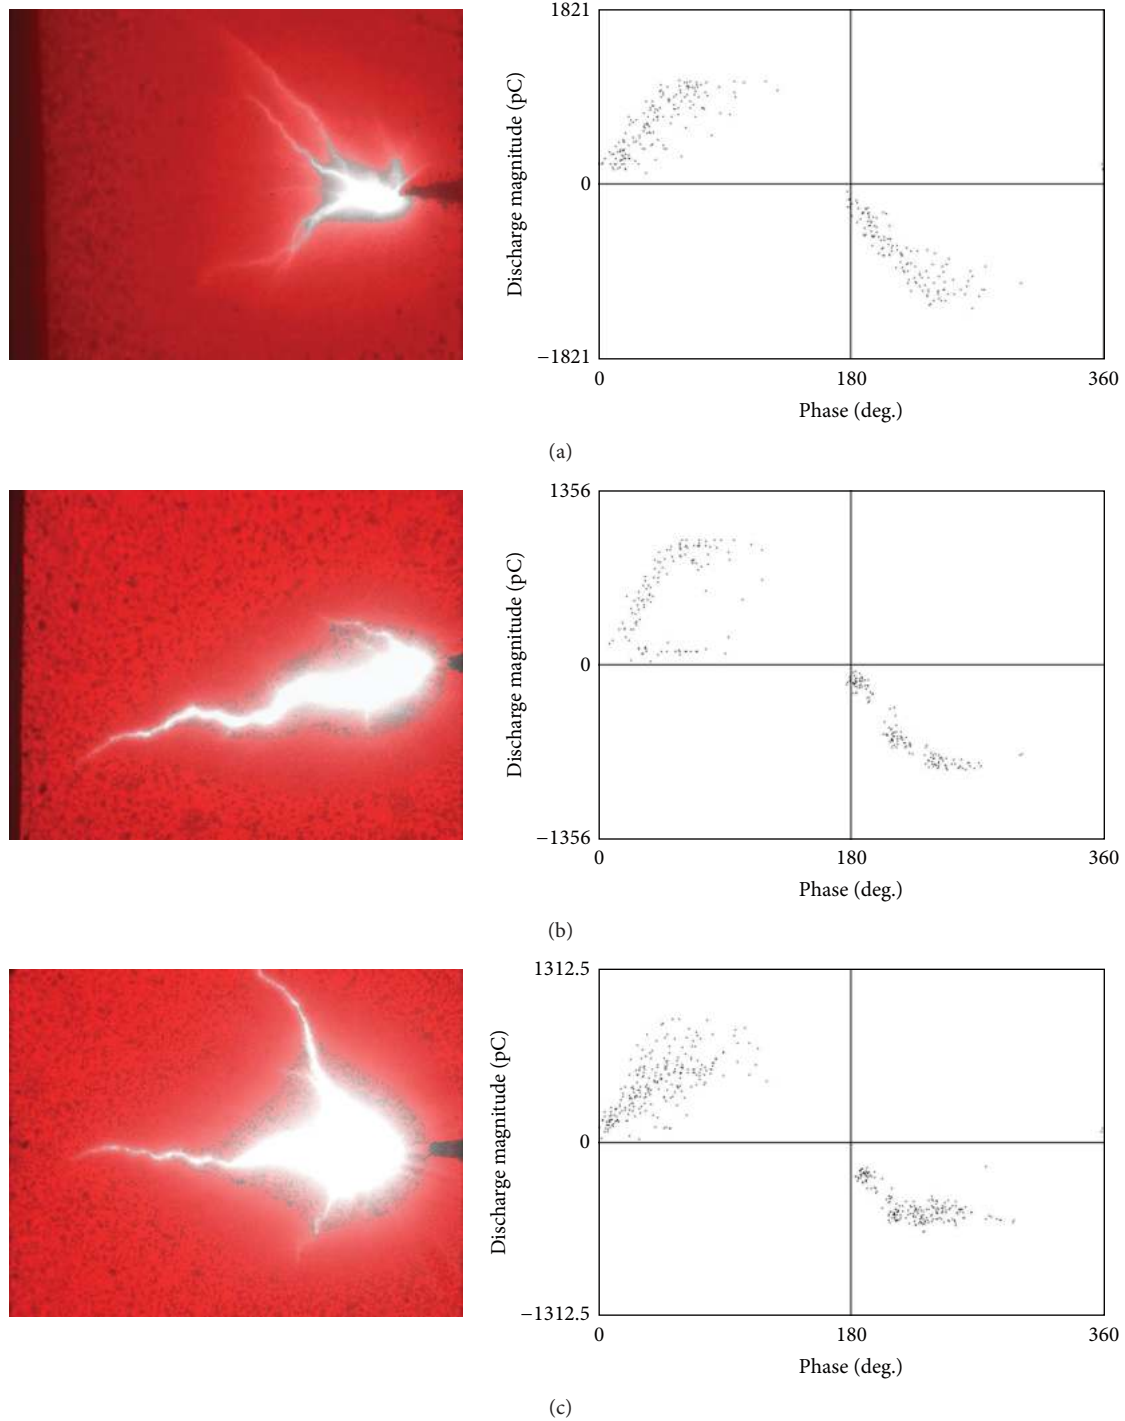 1821
Discharge magnitude (pC)
0
−1821
0 180 360
Phase (deg.)
(a)
1356
Discharge magnitude (pC)
0
−1356
0 180 360
Phase (deg.)
(b)
1312.5
Discharge magnitude (pC)
0
−1312.5
0 180 360
Phase (deg.)
(c)